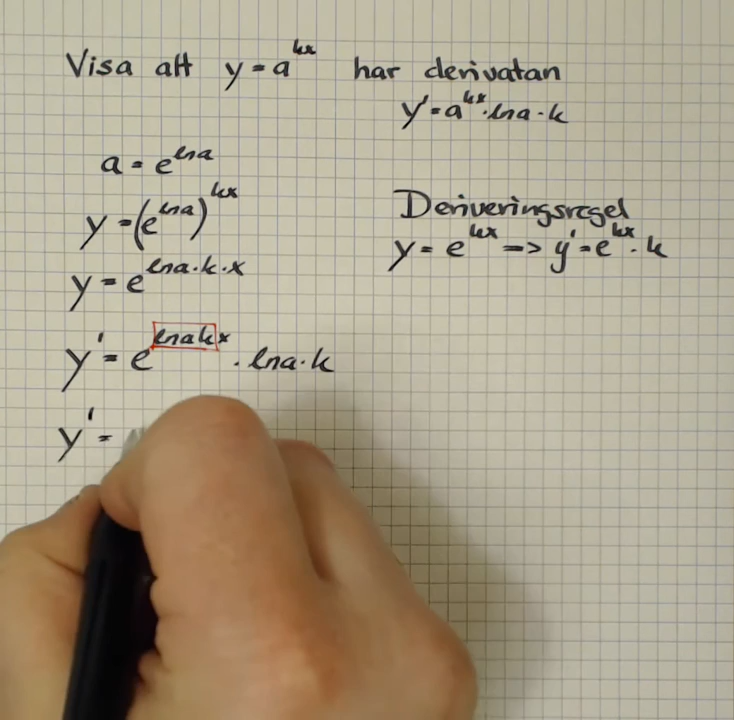 Visa att y = a^kx har derivatan
y' = a^kx · ln a · k
a = e^ln a
y = (e^ln a)^kx
y = e^ln a · k · x
y' = e^ln a k x · ln a · k
y' =
Deriveringsregel
y = e^kx => y' = e^kx · k